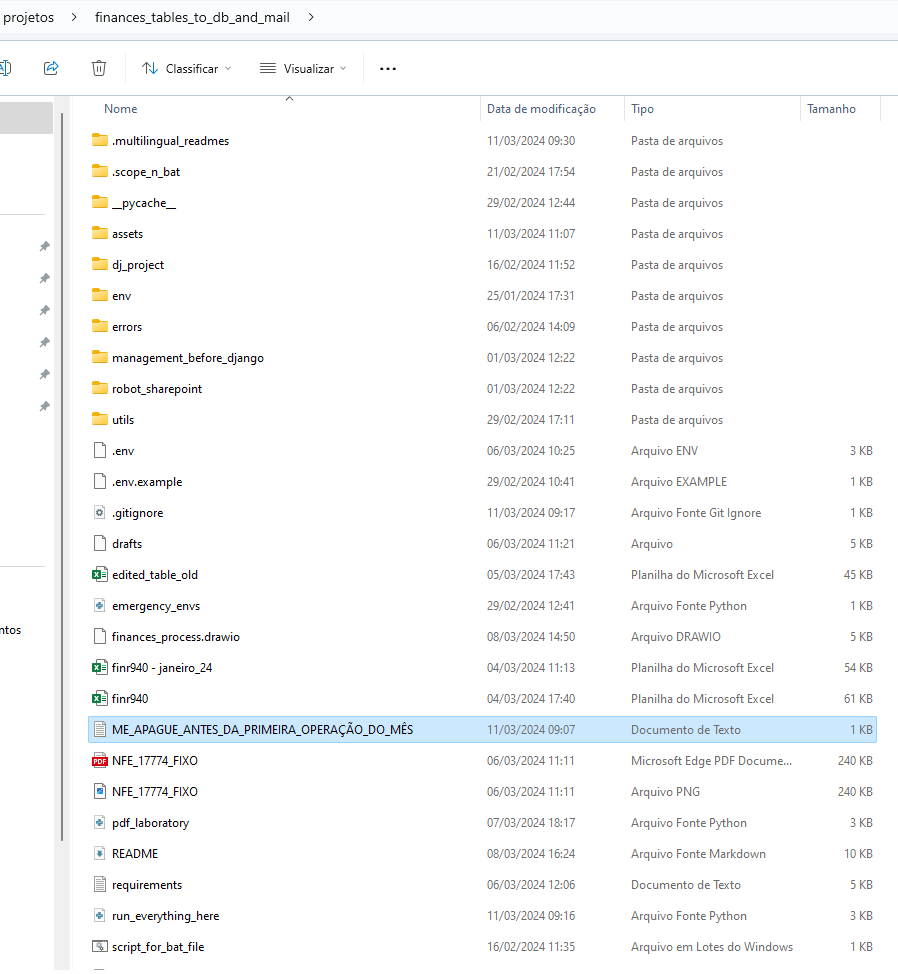 projetos > finances_tables_to_db_and_mail >
Classificar Visualizar ...
Nome Data de modificação Tipo Tamanho
.multilingual_readmes 11/03/2024 09:30 Pasta de arquivos
.scope_n_bat 21/02/2024 17:54 Pasta de arquivos
__pycache__ 29/02/2024 12:44 Pasta de arquivos
assets 11/03/2024 11:07 Pasta de arquivos
dj_project 16/02/2024 11:52 Pasta de arquivos
env 25/01/2024 17:31 Pasta de arquivos
errors 06/02/2024 14:09 Pasta de arquivos
management_before_django 01/03/2024 12:22 Pasta de arquivos
robot_sharepoint 01/03/2024 12:22 Pasta de arquivos
utils 29/02/2024 17:11 Pasta de arquivos
.env 06/03/2024 10:25 Arquivo ENV 3 KB
.env.example 29/02/2024 10:41 Arquivo EXAMPLE 1 KB
.gitignore 11/03/2024 09:17 Arquivo Fonte Git Ignore 1 KB
drafts 06/03/2024 11:21 Arquivo 5 KB
edited_table_old 05/03/2024 17:43 Planilha do Microsoft Excel 45 KB
emergency_envs 29/02/2024 12:41 Arquivo Fonte Python 1 KB
ntos
finances_process.drawio 08/03/2024 14:50 Arquivo DRAWIO 5 KB
finr940 - janeiro_24 04/03/2024 11:13 Planilha do Microsoft Excel 54 KB
finr940 04/03/2024 17:40 Planilha do Microsoft Excel 61 KB
ME_APAGUE_ANTES_DA_PRIMEIRA_OPERAÇÃO_DO_MÊS 11/03/2024 09:07 Documento de Texto 1 KB
NFE_17774_FIXO 06/03/2024 11:11 Microsoft Edge PDF Docume... 240 KB
NFE_17774_FIXO 06/03/2024 11:11 Arquivo PNG 240 KB
pdf_laboratory 07/03/2024 18:17 Arquivo Fonte Python 3 KB
README 08/03/2024 16:24 Arquivo Fonte Markdown 10 KB
requirements 06/03/2024 12:06 Documento de Texto 5 KB
run_everything_here 11/03/2024 09:16 Arquivo Fonte Python 3 KB
script_for_bat_file 16/02/2024 11:35 Arquivo em Lotes do Windows 1 KB